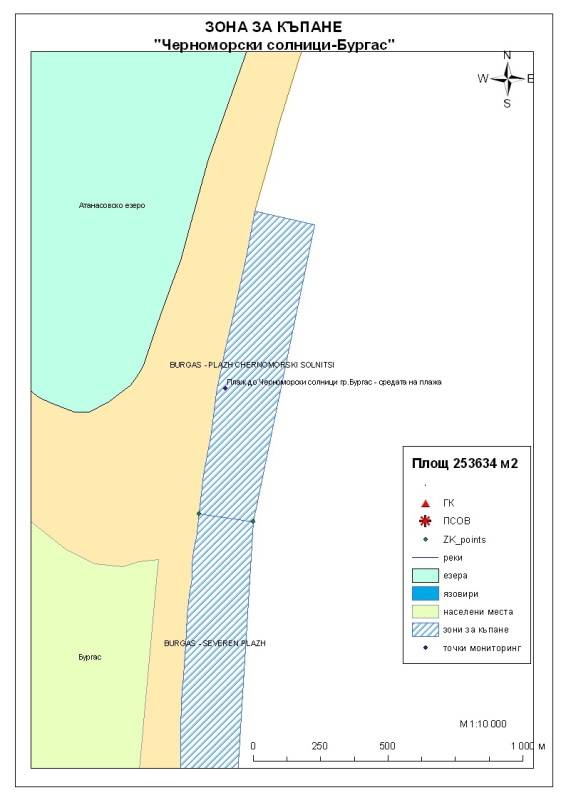 ЗОНА ЗА КЪПАНЕ
"Черноморски солници-Бургас"
N
W E
S
Атанасовско езеро
BURGAS - PLAZH CHERNOMORSKI SOLNITSI
Плаж до Черноморски солници гр.Бургас - средата на плажа
Площ 253634 м2
ГК
ПСОВ
ZK_points
реки
езера
язовири
населени места
зони за къпане
точки мониторинг
BURGAS - SEVEREN PLAZH
Бургас
М 1:10 000
0 250 500 1 000 м